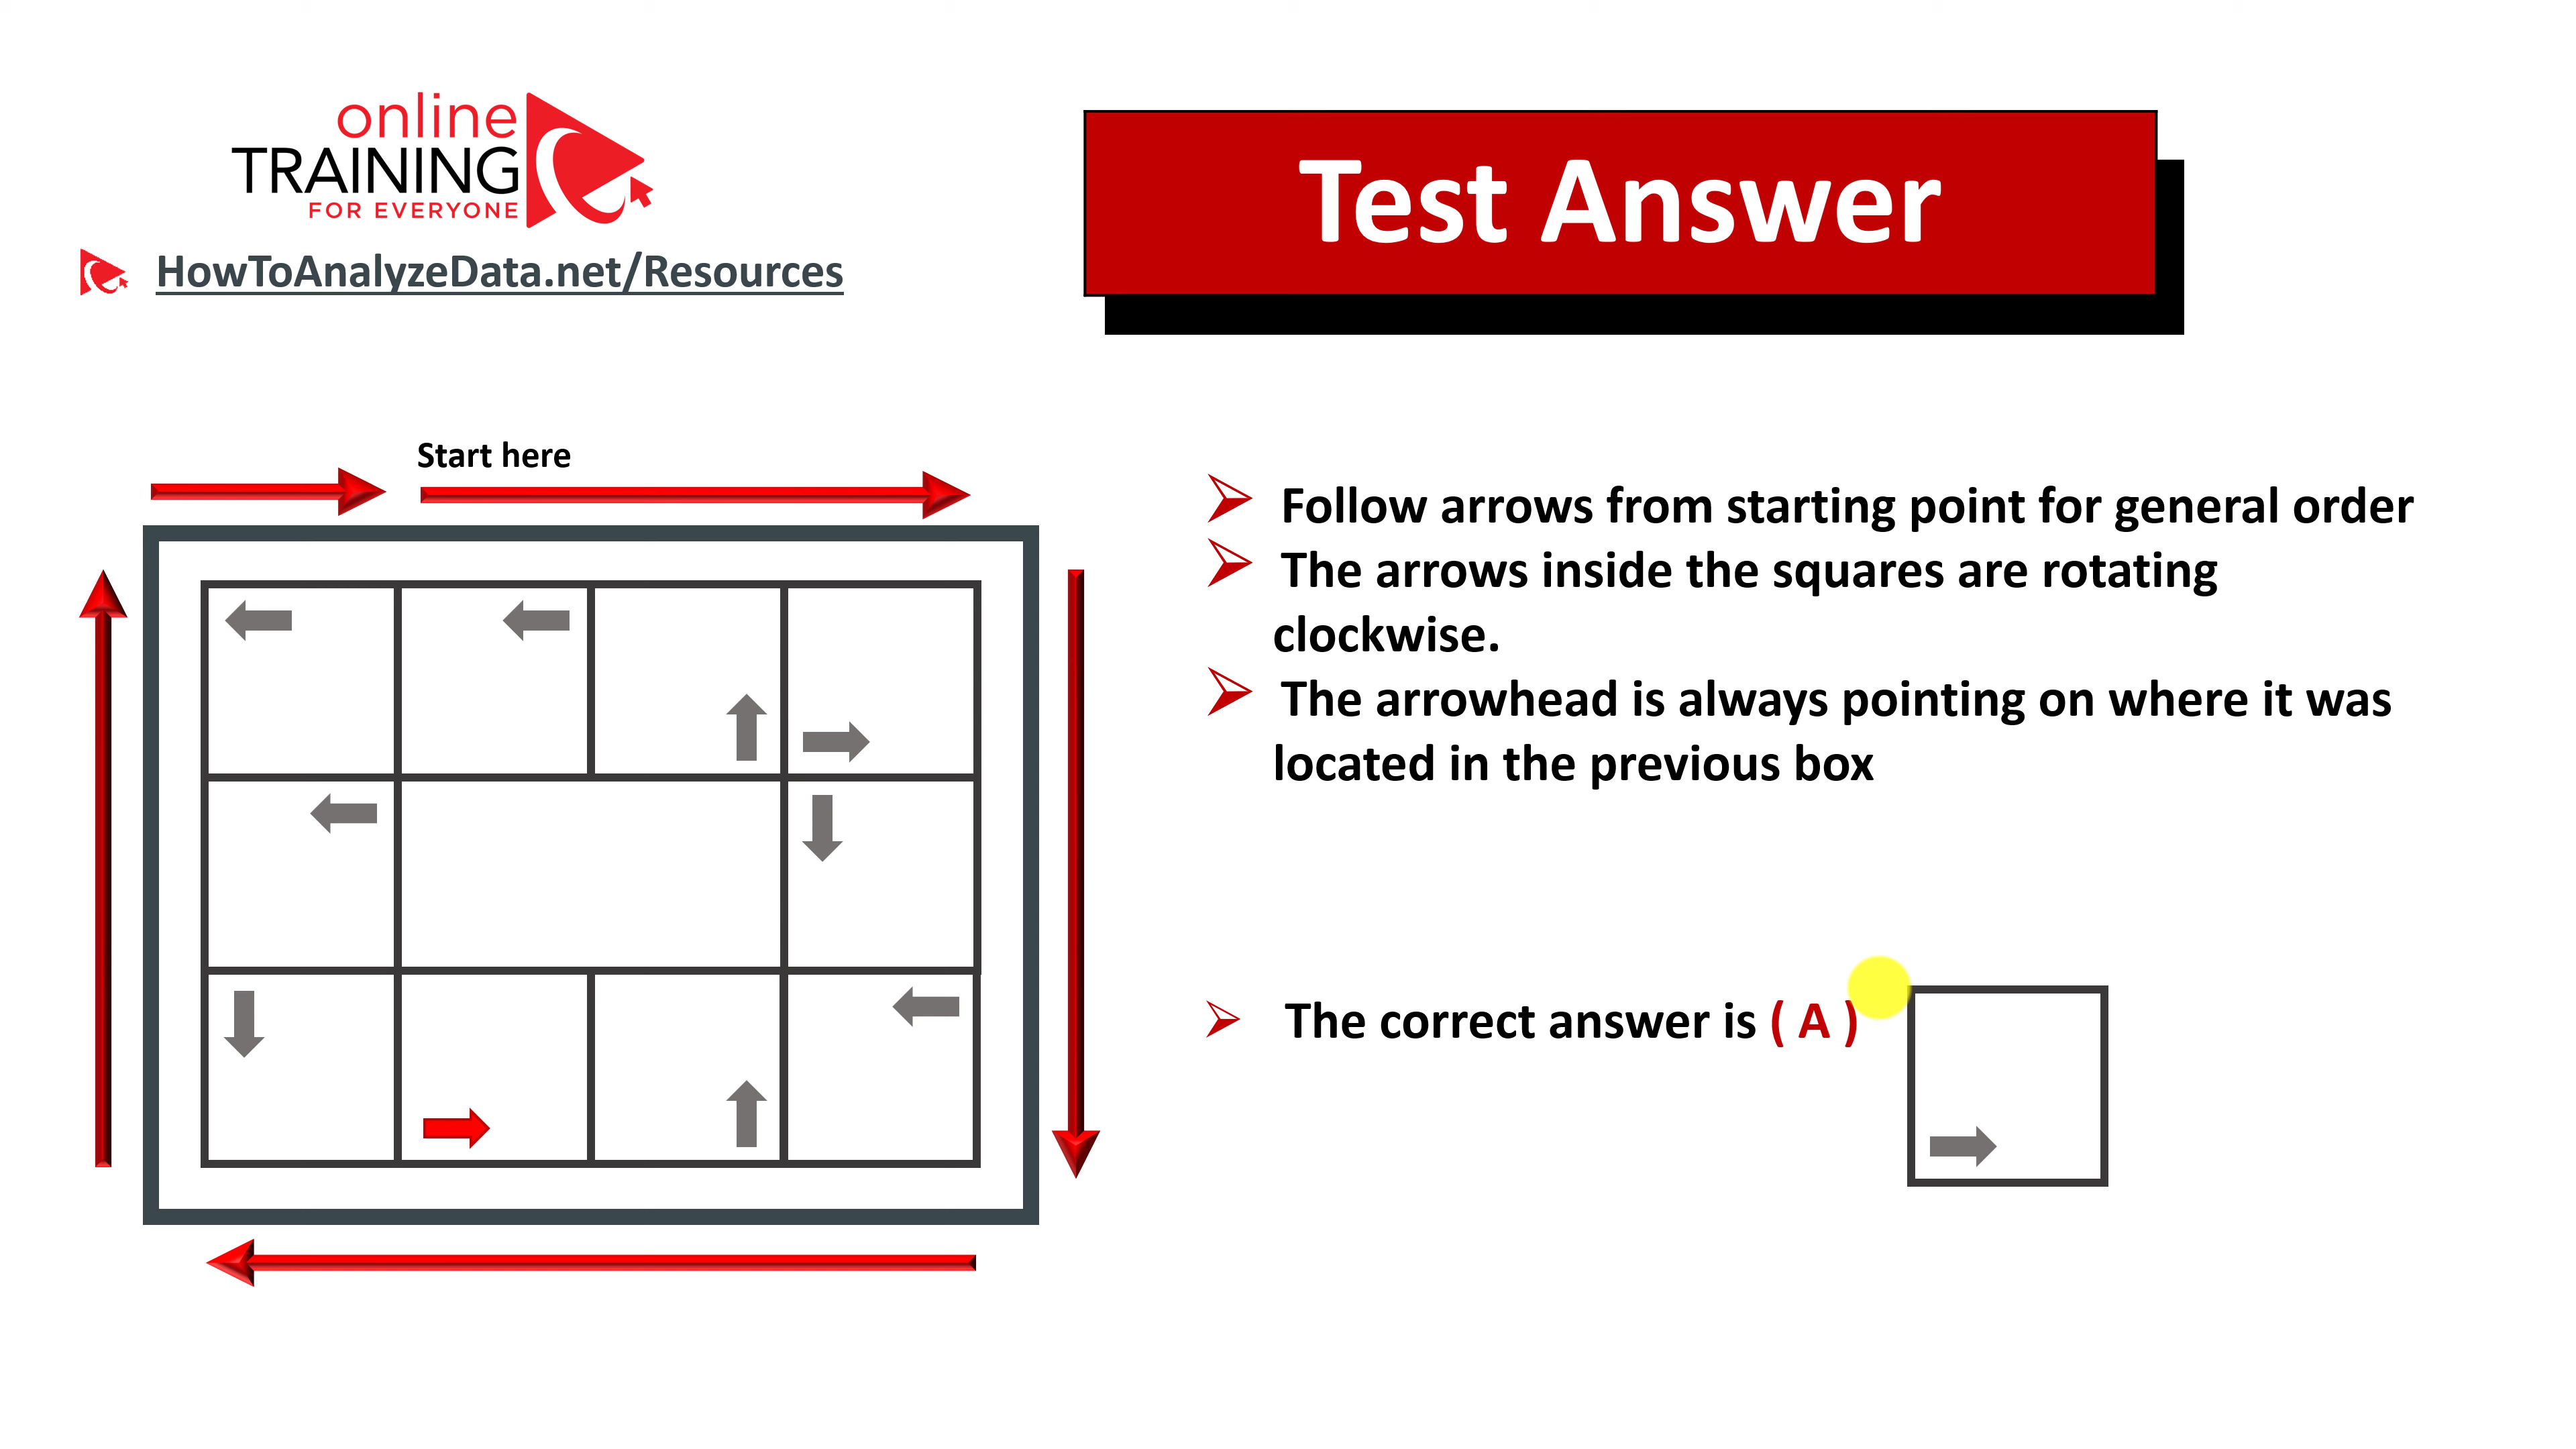 online
TRAINING
FOR EVERYONE
HowToAnalyzeData.net/Resources
Test Answer
Start here
Follow arrows from starting point for general order
The arrows inside the squares are rotating
clockwise.
The arrowhead is always pointing on where it was
located in the previous box
The correct answer is ( A )